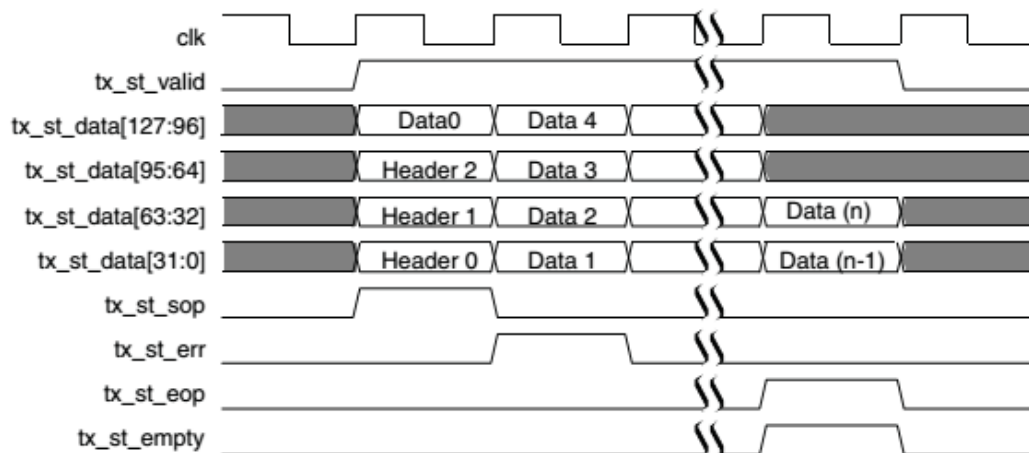 clk
tx_st_valid
tx_st_data[127:96] Data0 Data 4
tx_st_data[95:64] Header 2 Data 3
tx_st_data[63:32] Header 1 Data 2 Data (n)
tx_st_data[31:0] Header 0 Data 1 Data (n-1)
tx_st_sop
tx_st_err
tx_st_eop
tx_st_empty